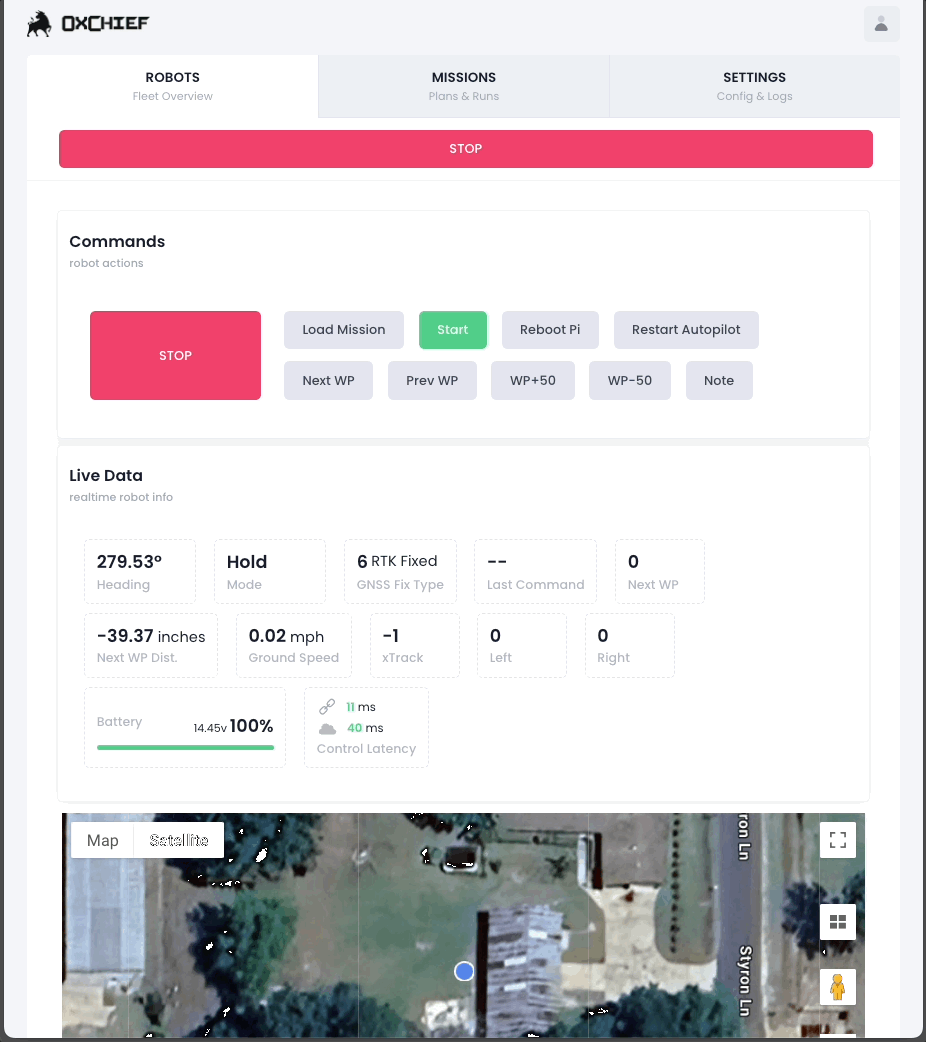 OXCHIEF
ROBOTS
Fleet Overview
MISSIONS
Plans & Runs
SETTINGS
Config & Logs
STOP
Commands
robot actions
STOP
Load Mission
Start
Reboot Pi
Restart Autopilot
Next WP
Prev WP
WP+50
WP-50
Note
Live Data
realtime robot info
279.53°
Heading
Hold
Mode
6 RTK Fixed
GNSS Fix Type
--
Last Command
0
Next WP
-39.37 inches
Next WP Dist.
0.02 mph
Ground Speed
-1
xTrack
0
Left
0
Right
Battery
14.45v 100%
11 ms
40 ms
Control Latency
Map
Satellite
ron Ln
Styron Ln